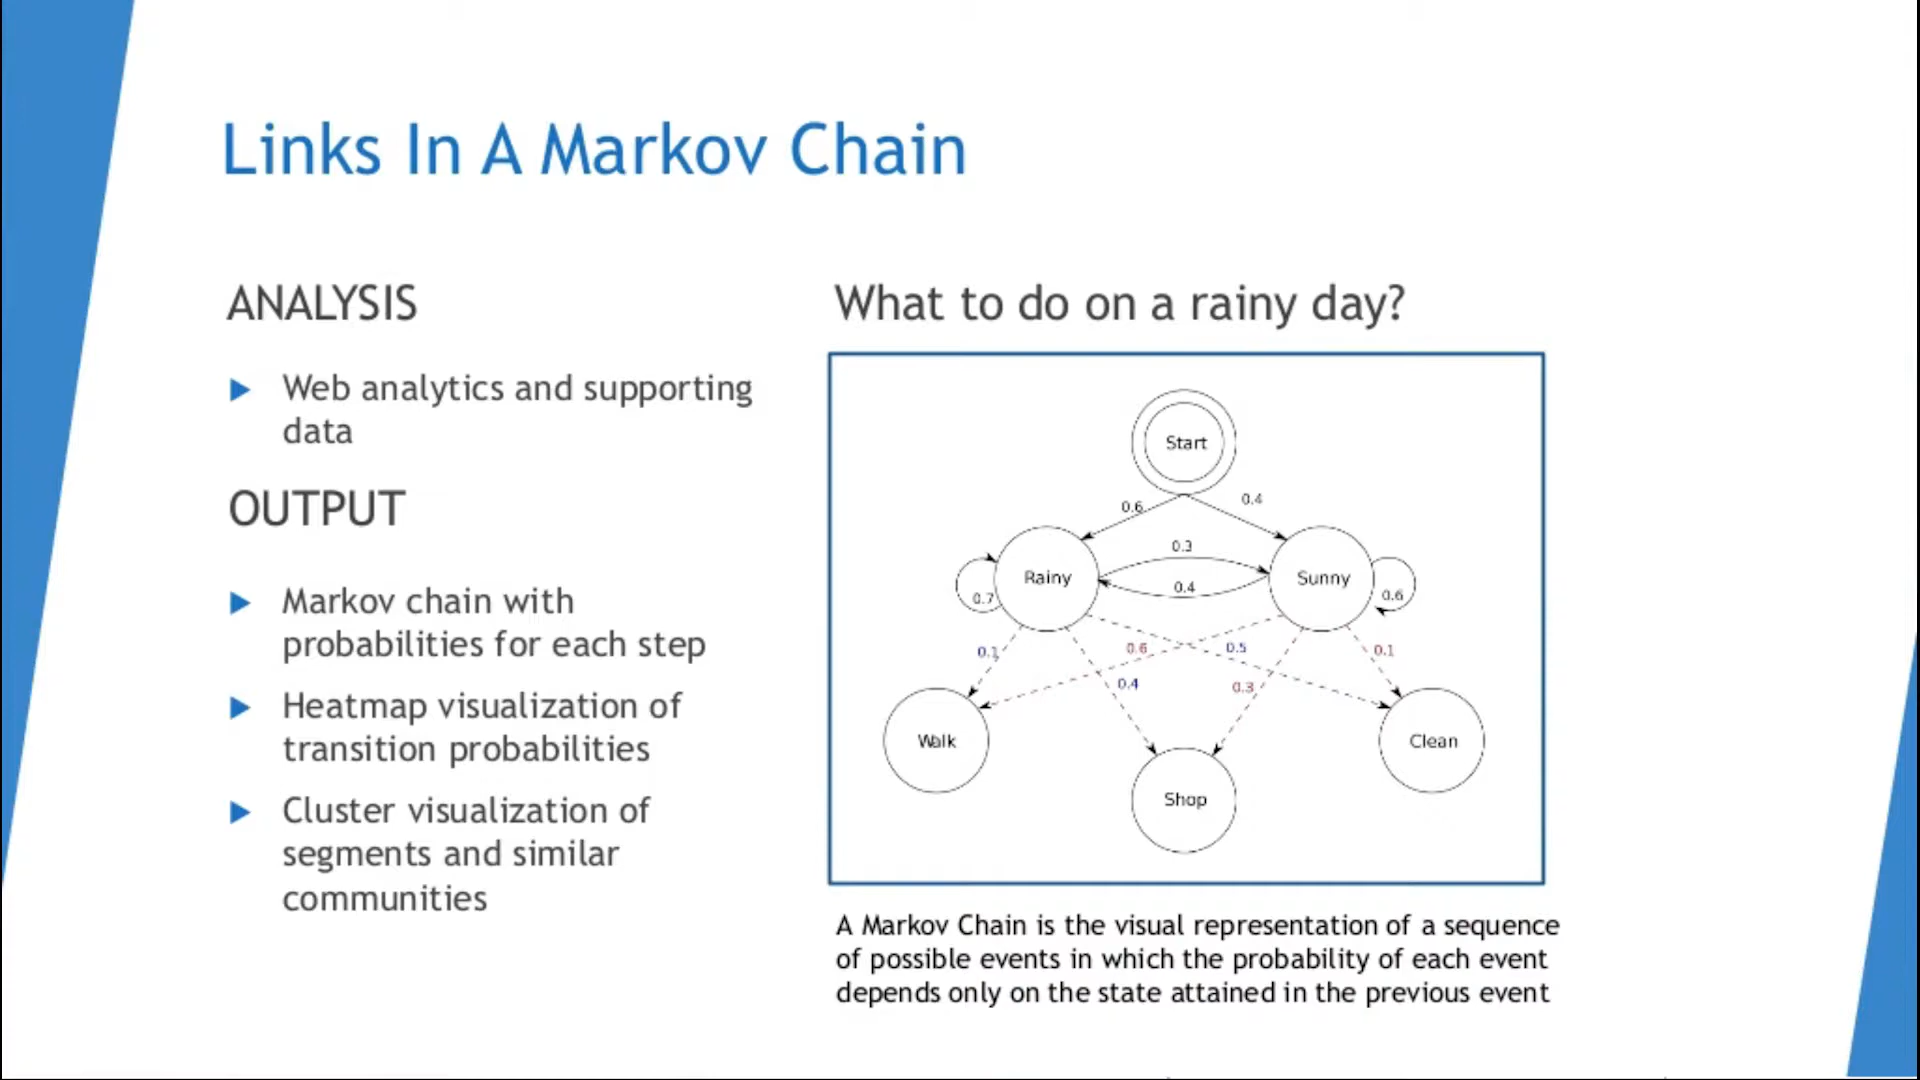 Links In A Markov Chain
ANALYSIS
Web analytics and supporting
data
OUTPUT
Markov chain with
probabilities for each step
Heatmap visualization of
transition probabilities
Cluster visualization of
segments and similar
communities
What to do on a rainy day?
Start
0.6
0.4
0.3
Rainy
Sunny
0.4
0.7
0.6
0.1
0.6
0.5
0.1
0.4
0.3
Walk
Clean
Shop
A Markov Chain is the visual representation of a sequence
of possible events in which the probability of each event
depends only on the state attained in the previous event